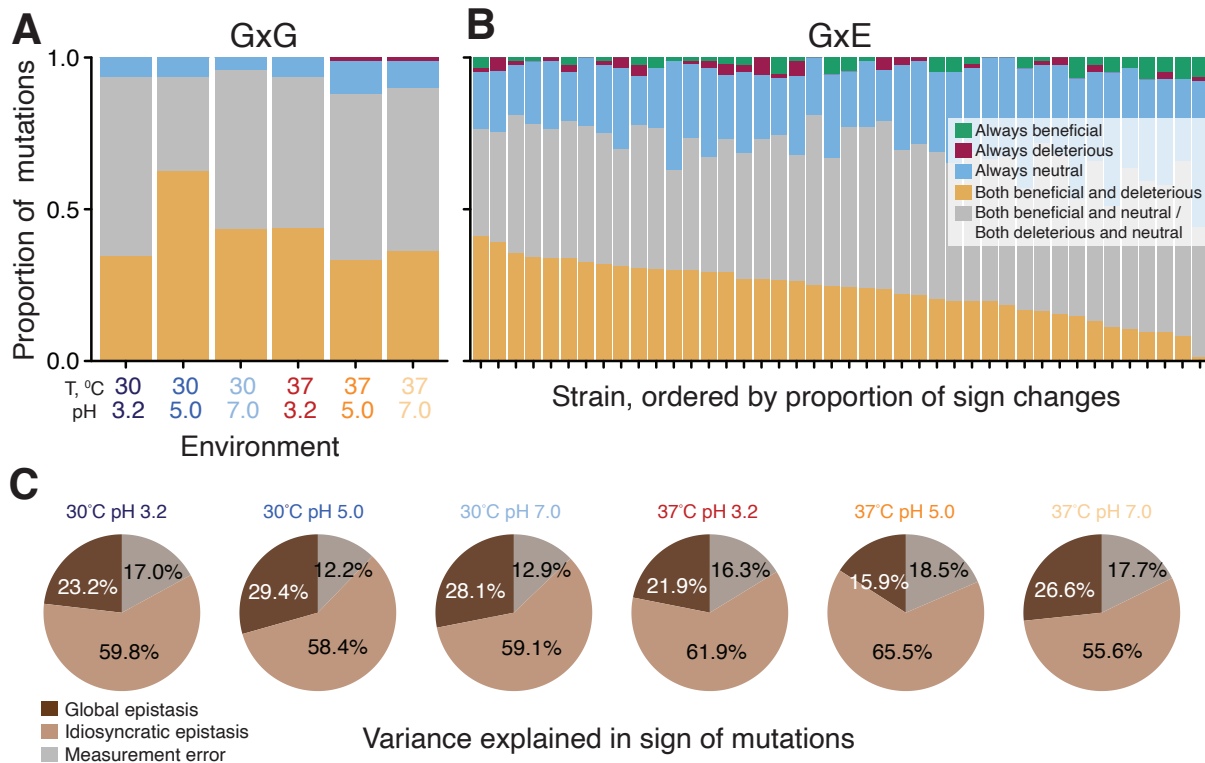 A
GxG
B
GxE
Proportion of mutations
1.0
0.5
0.0
1.0
0.5
0.0
Always beneficial
Always deleterious
Always neutral
Both beneficial and deleterious
Both beneficial and neutral /
Both deleterious and neutral
T, °C 30 30 30 37 37 37
pH 3.2 5.0 7.0 3.2 5.0 7.0
Environment
Strain, ordered by proportion of sign changes
C
30°C pH 3.2
30°C pH 5.0
30°C pH 7.0
37°C pH 3.2
37°C pH 5.0
37°C pH 7.0
23.2% 17.0% 59.8%
29.4% 12.2% 58.4%
28.1% 12.9% 59.1%
21.9% 16.3% 61.9%
15.9% 18.5% 65.5%
26.6% 17.7% 55.6%
Global epistasis
Idiosyncratic epistasis
Measurement error
Variance explained in sign of mutations